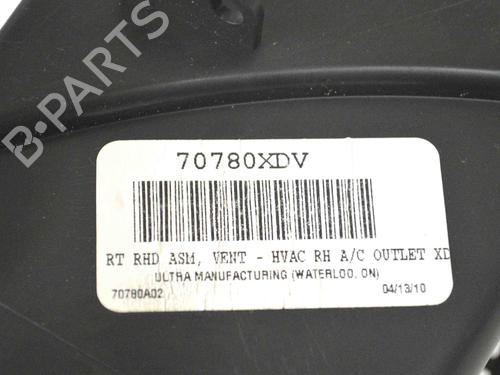 B-PARTS
70780XDV
RT RHD ASM, VENT - HVAC RH A/C OUTLET XD
ULTRA MANUFACTURING (WATERLOO, ON)
70780A02
04/13/10